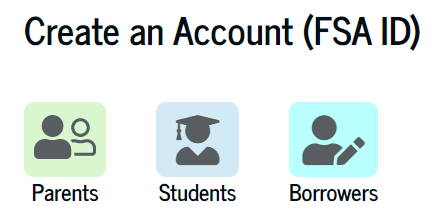 Create an Account (FSA ID)
Parents Students Borrowers